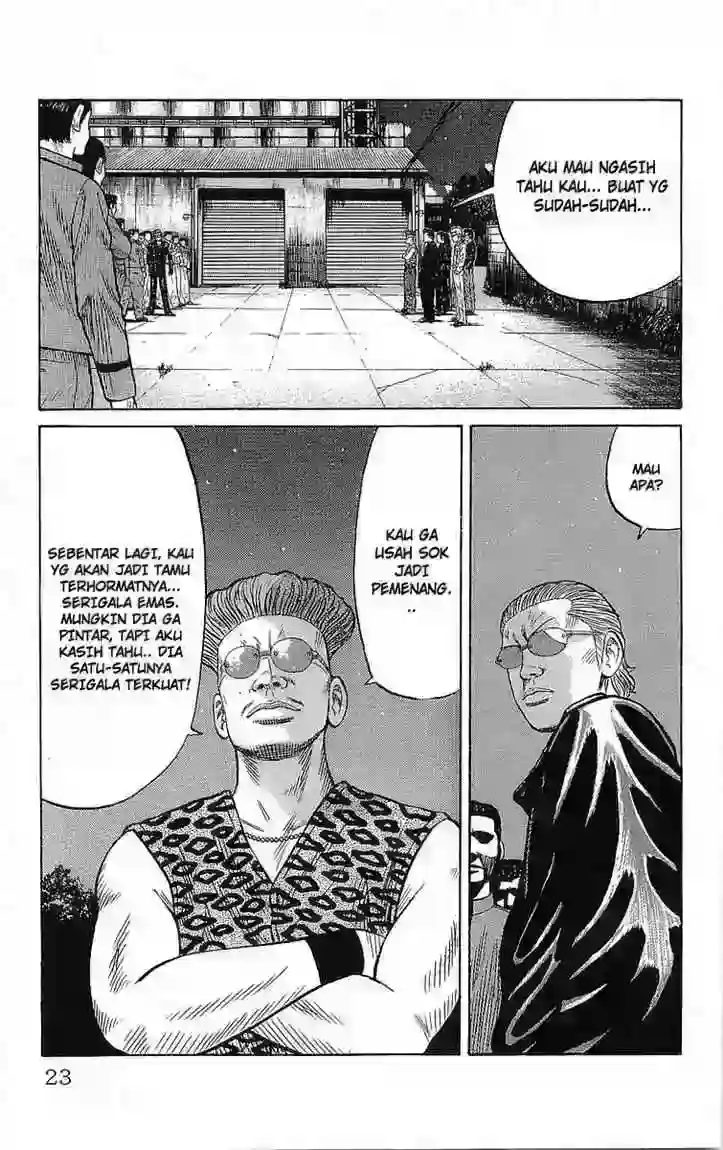 AKU MAU NGASIH
TAHU KAU... BUAT YG
SUDAH-SUDAH...
MAU
APA?
KAU GA
USAH SOK
JADI
PEMENANG.
..
SEBENTAR LAGI, KAU
YG AKAN JADI TAMU
TERHORMATNYA...
SERIGALA EMAS.
MUNGKIN DIA GA
PINTAR, TAPI AKU
KASIH TAHU.. DIA
SATU-SATUNYA
SERIGALA TERKUAT!
23